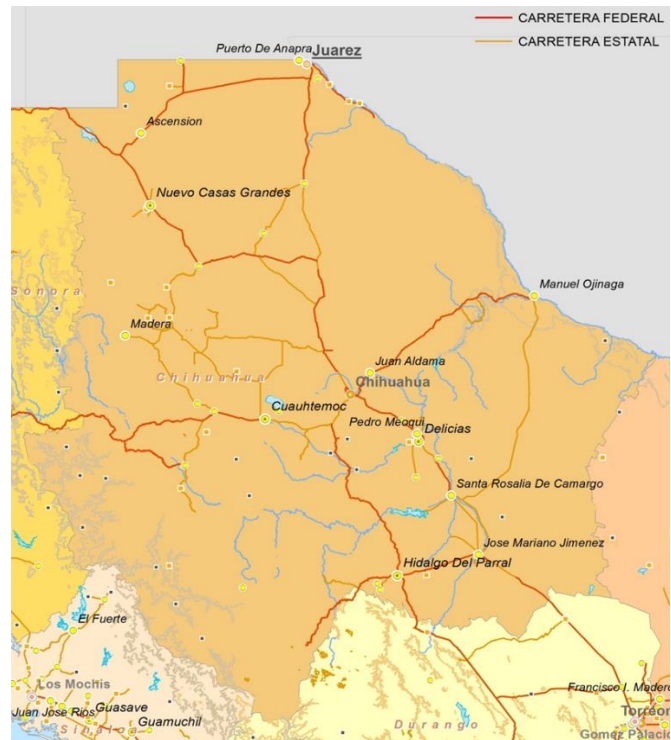 CARRETERA FEDERAL
CARRETERA ESTATAL
Puerto De Anapra
Juarez
Ascension
Nuevo Casas Grandes
Manuel Ojinaga
Sonora
Madera
Juan Aldama
Chihuahua
Chihuahua
Cuauhtemoc
Pedro Meoqui
Delicias
Santa Rosalia De Camargo
Jose Mariano Jimenez
Hidalgo Del Parral
El Fuerte
Los Mochis
Francisco I. Madero
Juan Jose Rios
Guasave
Guamuchil
Torreon
Sinaloa
Durango
Gomez Palacio